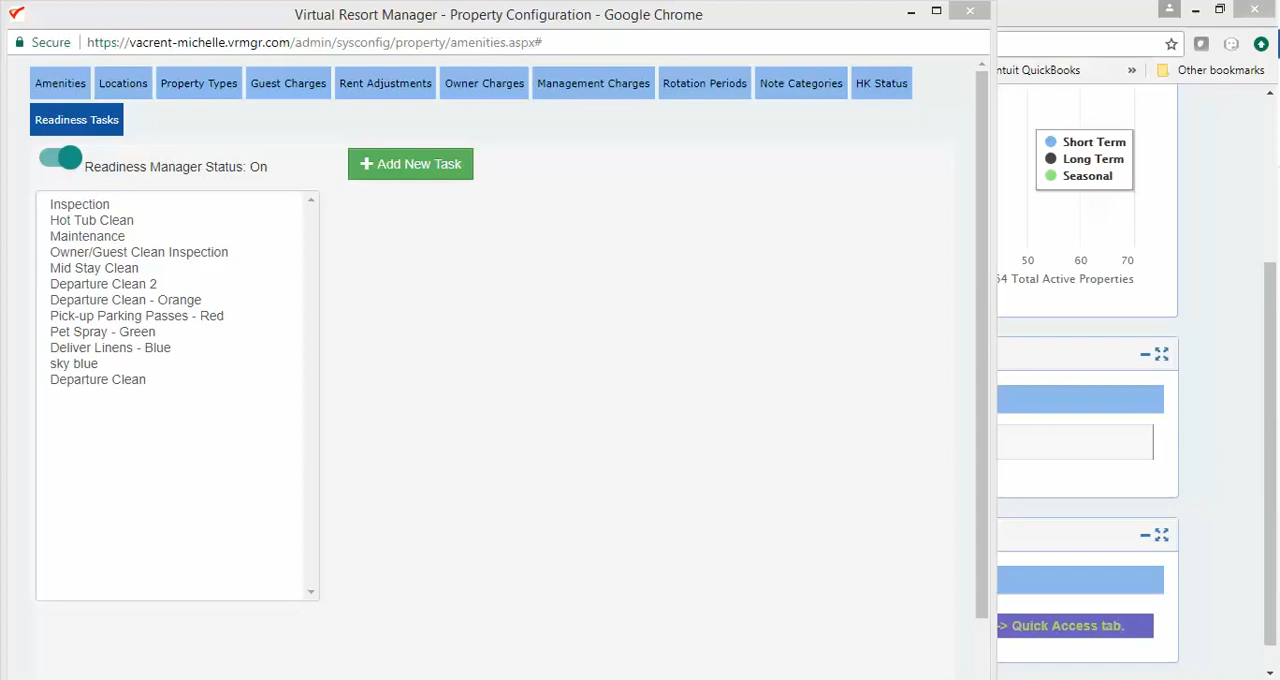 Virtual Resort Manager - Property Configuration - Google Chrome
Secure https://vacrent-michelle.vrmgr.com/admin/sysconfig/property/amenities.aspx#
Amenities Locations Property Types Guest Charges Rent Adjustments Owner Charges Management Charges Rotation Periods Note Categories HK Status
Readiness Tasks
Readiness Manager Status: On
+ Add New Task
Inspection
Hot Tub Clean
Maintenance
Owner/Guest Clean Inspection
Mid Stay Clean
Departure Clean 2
Departure Clean - Orange
Pick-up Parking Passes - Red
Pet Spray - Green
Deliver Linens - Blue
sky blue
Departure Clean
ntuit QuickBooks » Other bookmarks
Short Term
Long Term
Seasonal
50 60 70
54 Total Active Properties
-> Quick Access tab.